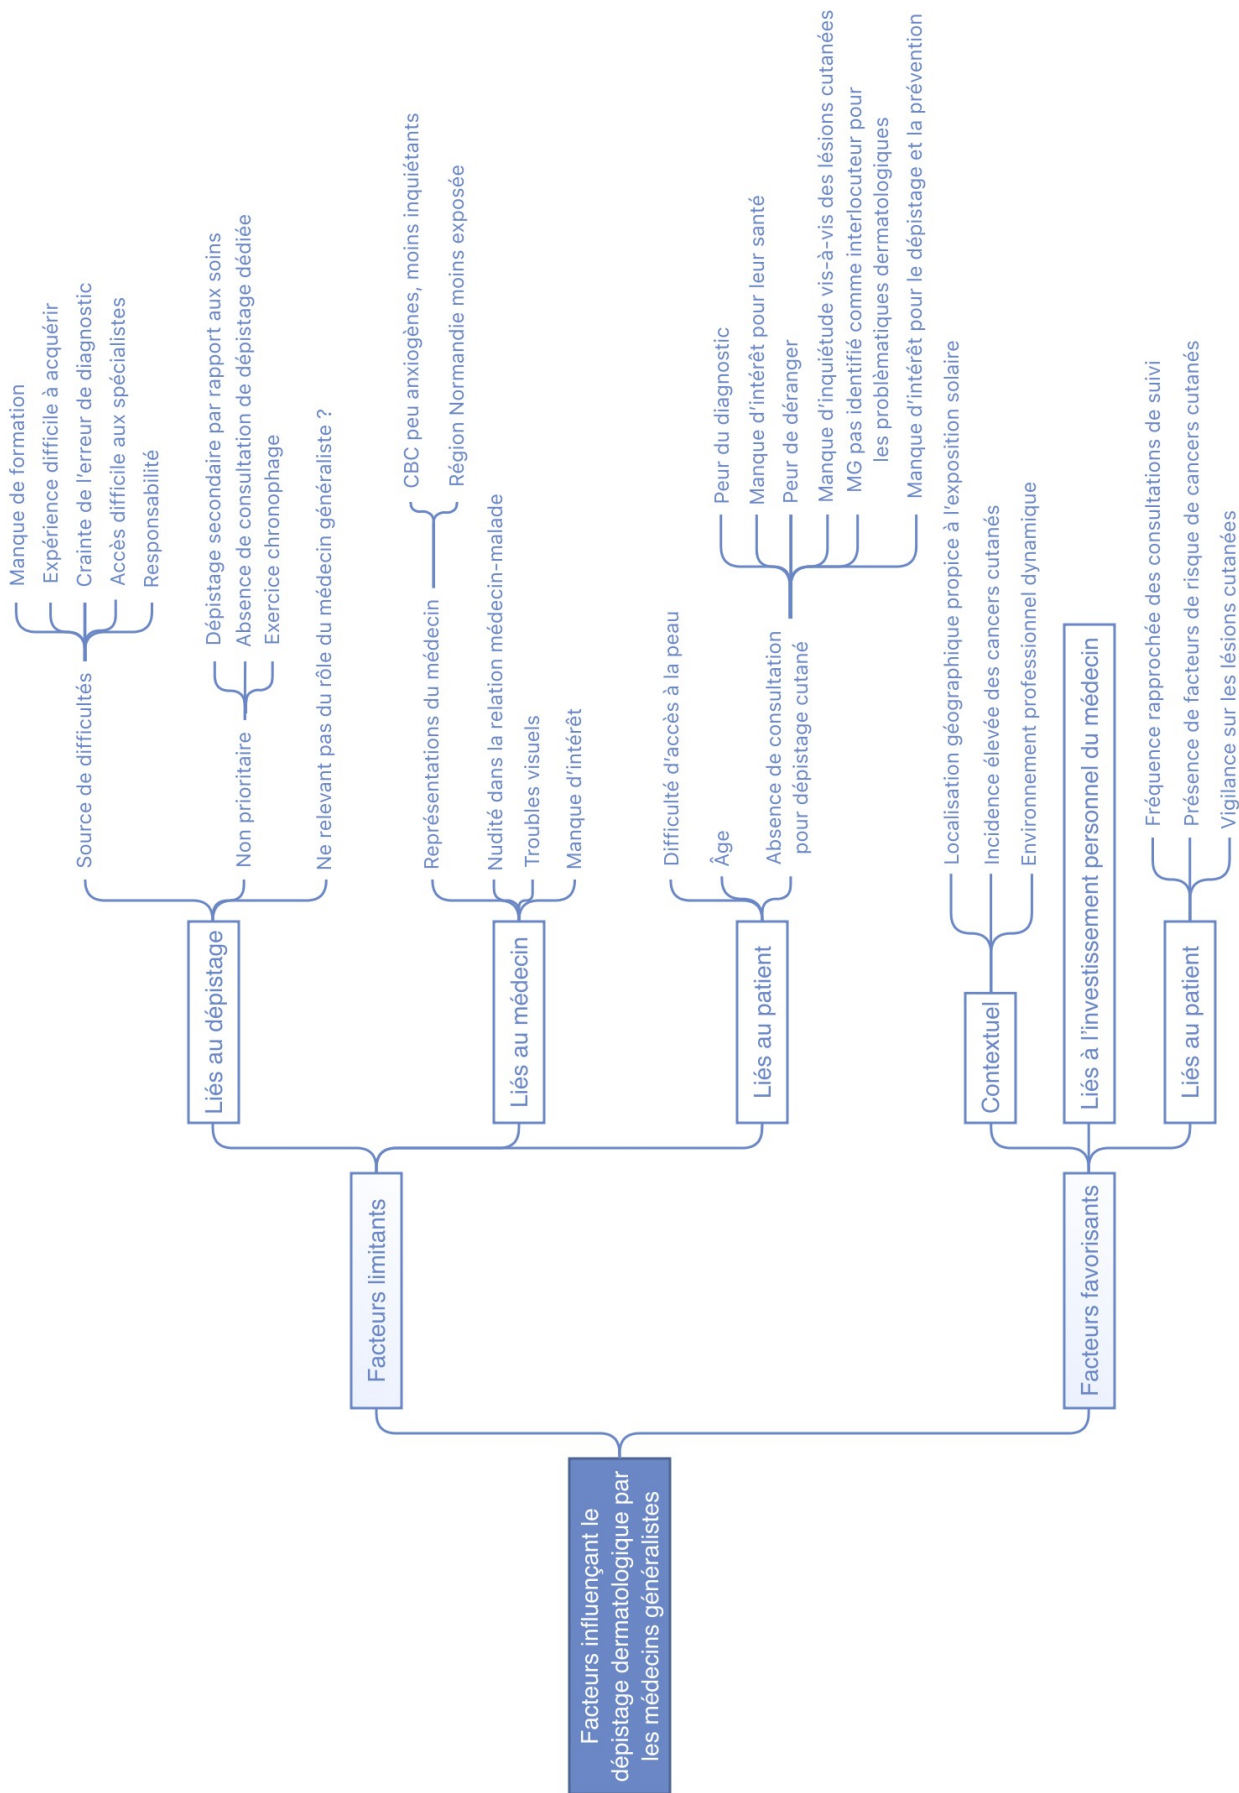 Facteurs influençant le
dépistage dermatologique par
les médecins généralistes
Facteurs limitants
Liés au dépistage
Source de difficultés
Manque de formation
Expérience difficile à acquérir
Crainte de l'erreur de diagnostic
Accès difficile aux spécialistes
Responsabilité
Non prioritaire
Dépistage secondaire par rapport aux soins
Absence de consultation de dépistage dédiée
Exercice chronophage
Ne relevant pas du rôle du médecin généraliste ?
Liés au médecin
Représentations du médecin
CBC peu anxiogènes, moins inquiétants
Région Normandie moins exposée
Nudité dans la relation médecin-malade
Troubles visuels
Manque d'intérêt
Liés au patient
Difficulté d'accès à la peau
Âge
Absence de consultation
pour dépistage cutané
Peur du diagnostic
Manque d'intérêt pour leur santé
Peur de déranger
Manque d'inquiétude vis-à-vis des lésions cutanées
MG pas identifié comme interlocuteur pour
les problèmatiques dermatologiques
Manque d'intérêt pour le dépistage et la prévention
Facteurs favorisants
Contextuel
Localisation géographique propice à l'exposition solaire
Incidence élevée des cancers cutanés
Environnement professionnel dynamique
Liés à l'investissement personnel du médecin
Liés au patient
Fréquence rapprochée des consultations de suivi
Présence de facteurs de risque de cancers cutanés
Vigilance sur les lésions cutanées